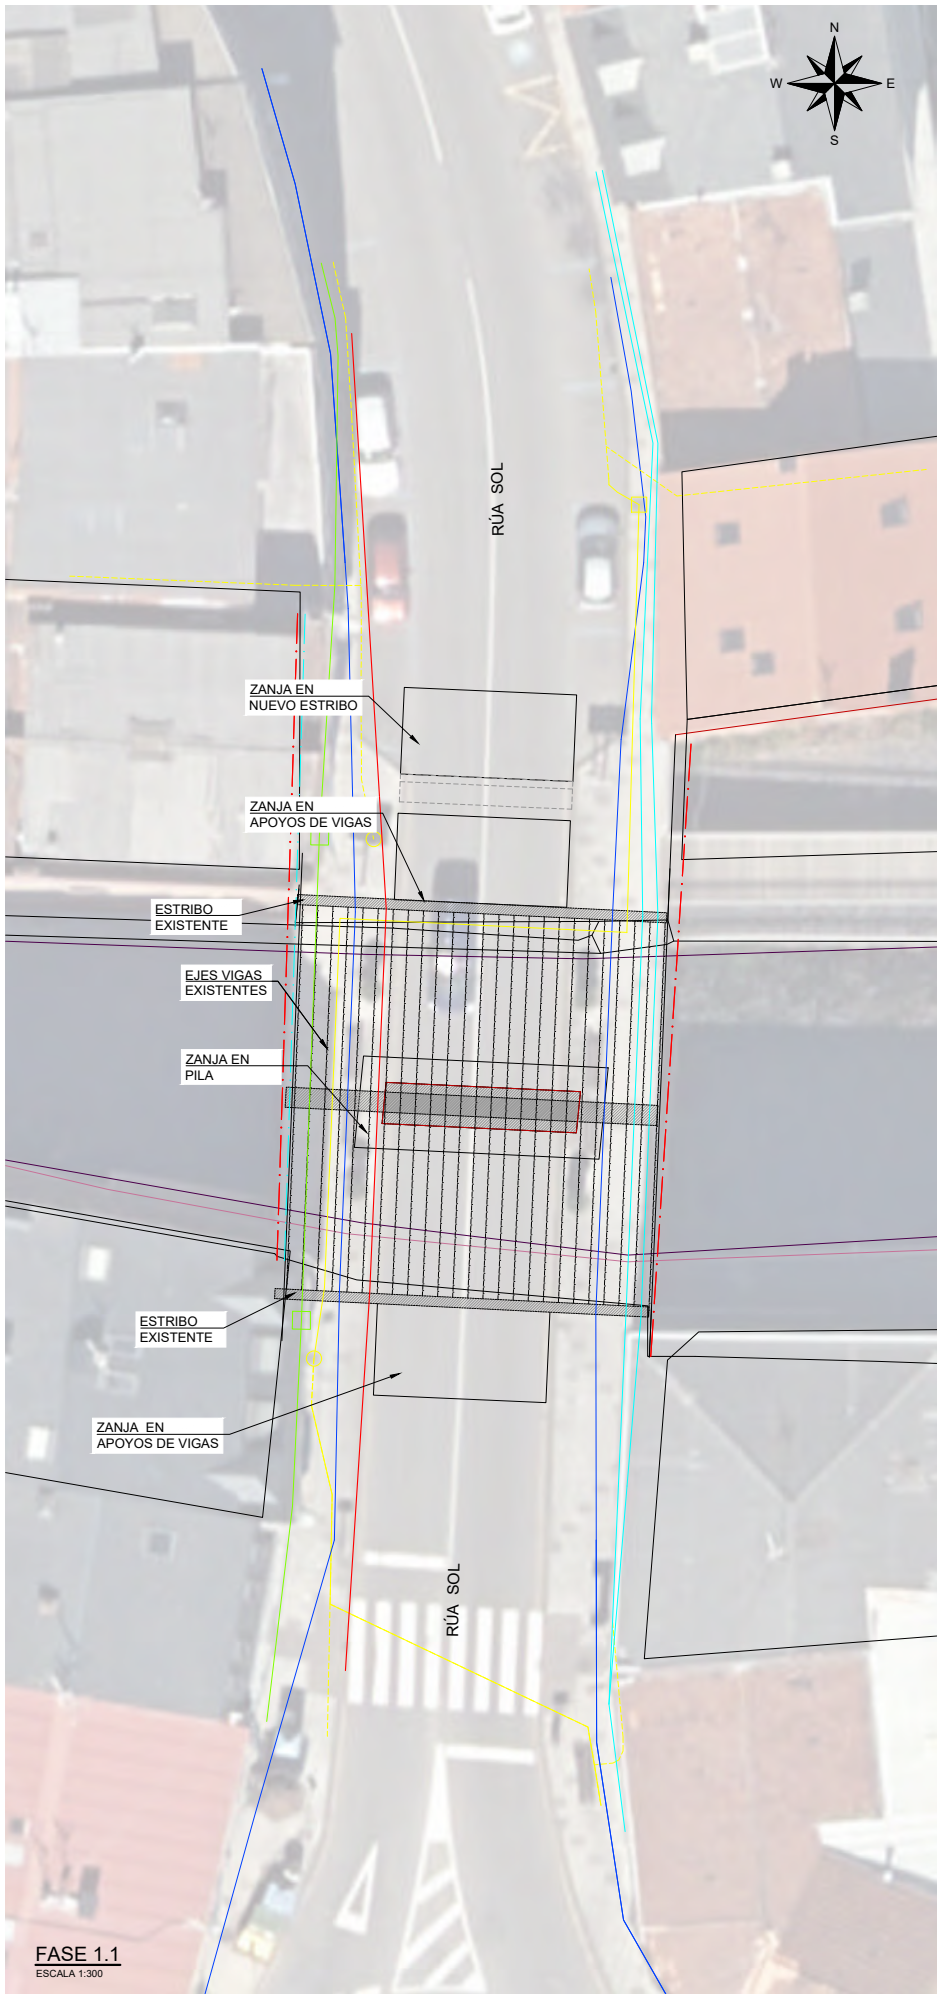 N
W E
S
RÚA SOL
ZANJA EN
NUEVO ESTRIBO
ZANJA EN
APOYOS DE VIGAS
ESTRIBO
EXISTENTE
EJES VIGAS
EXISTENTES
ZANJA EN
PILA
ESTRIBO
EXISTENTE
ZANJA EN
APOYOS DE VIGAS
RÚA SOL
FASE 1.1
ESCALA 1:300